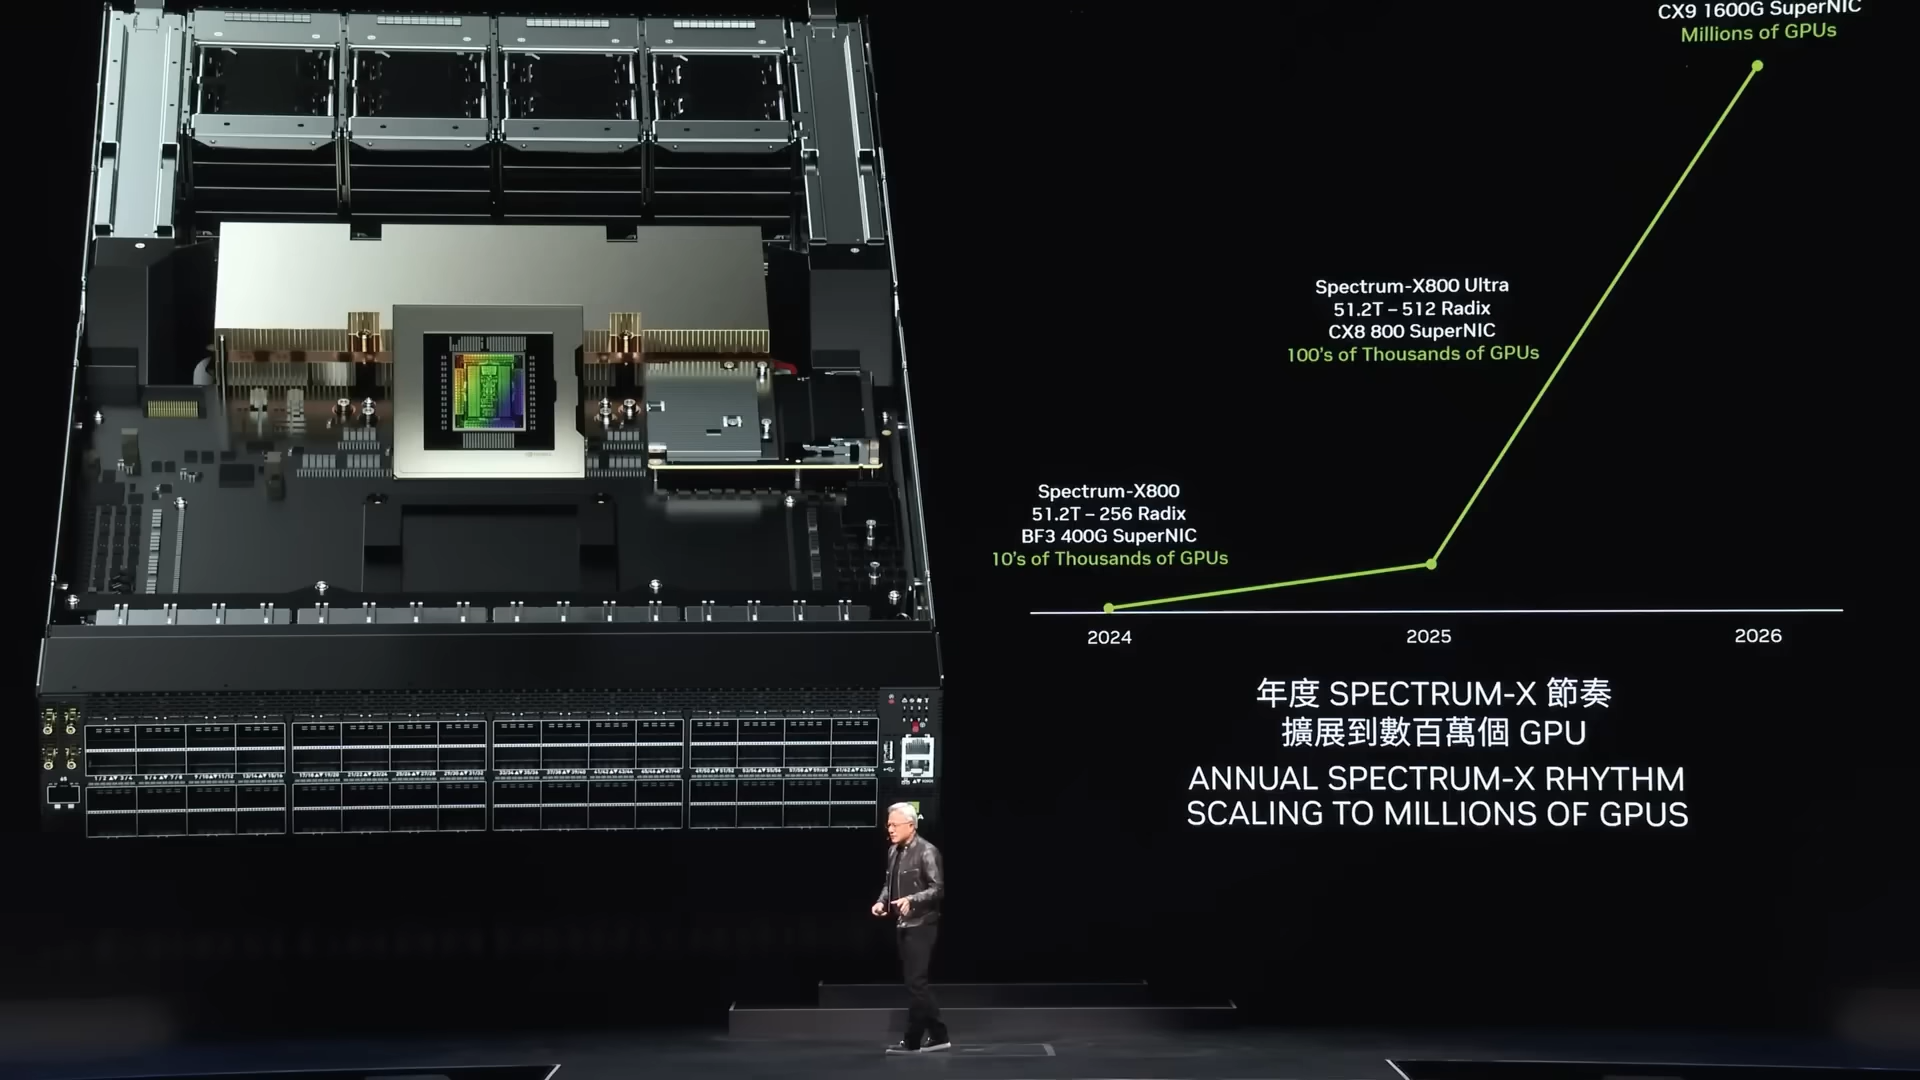 CX9 1600G SuperNIC
Millions of GPUs
Spectrum-X800 Ultra
51.2T – 512 Radix
CX8 800 SuperNIC
100's of Thousands of GPUs
Spectrum-X800
51.2T – 256 Radix
BF3 400G SuperNIC
10's of Thousands of GPUs
2024
2025
2026
年度 SPECTRUM-X 節奏
擴展到數百萬個 GPU
ANNUAL SPECTRUM-X RHYTHM
SCALING TO MILLIONS OF GPUS